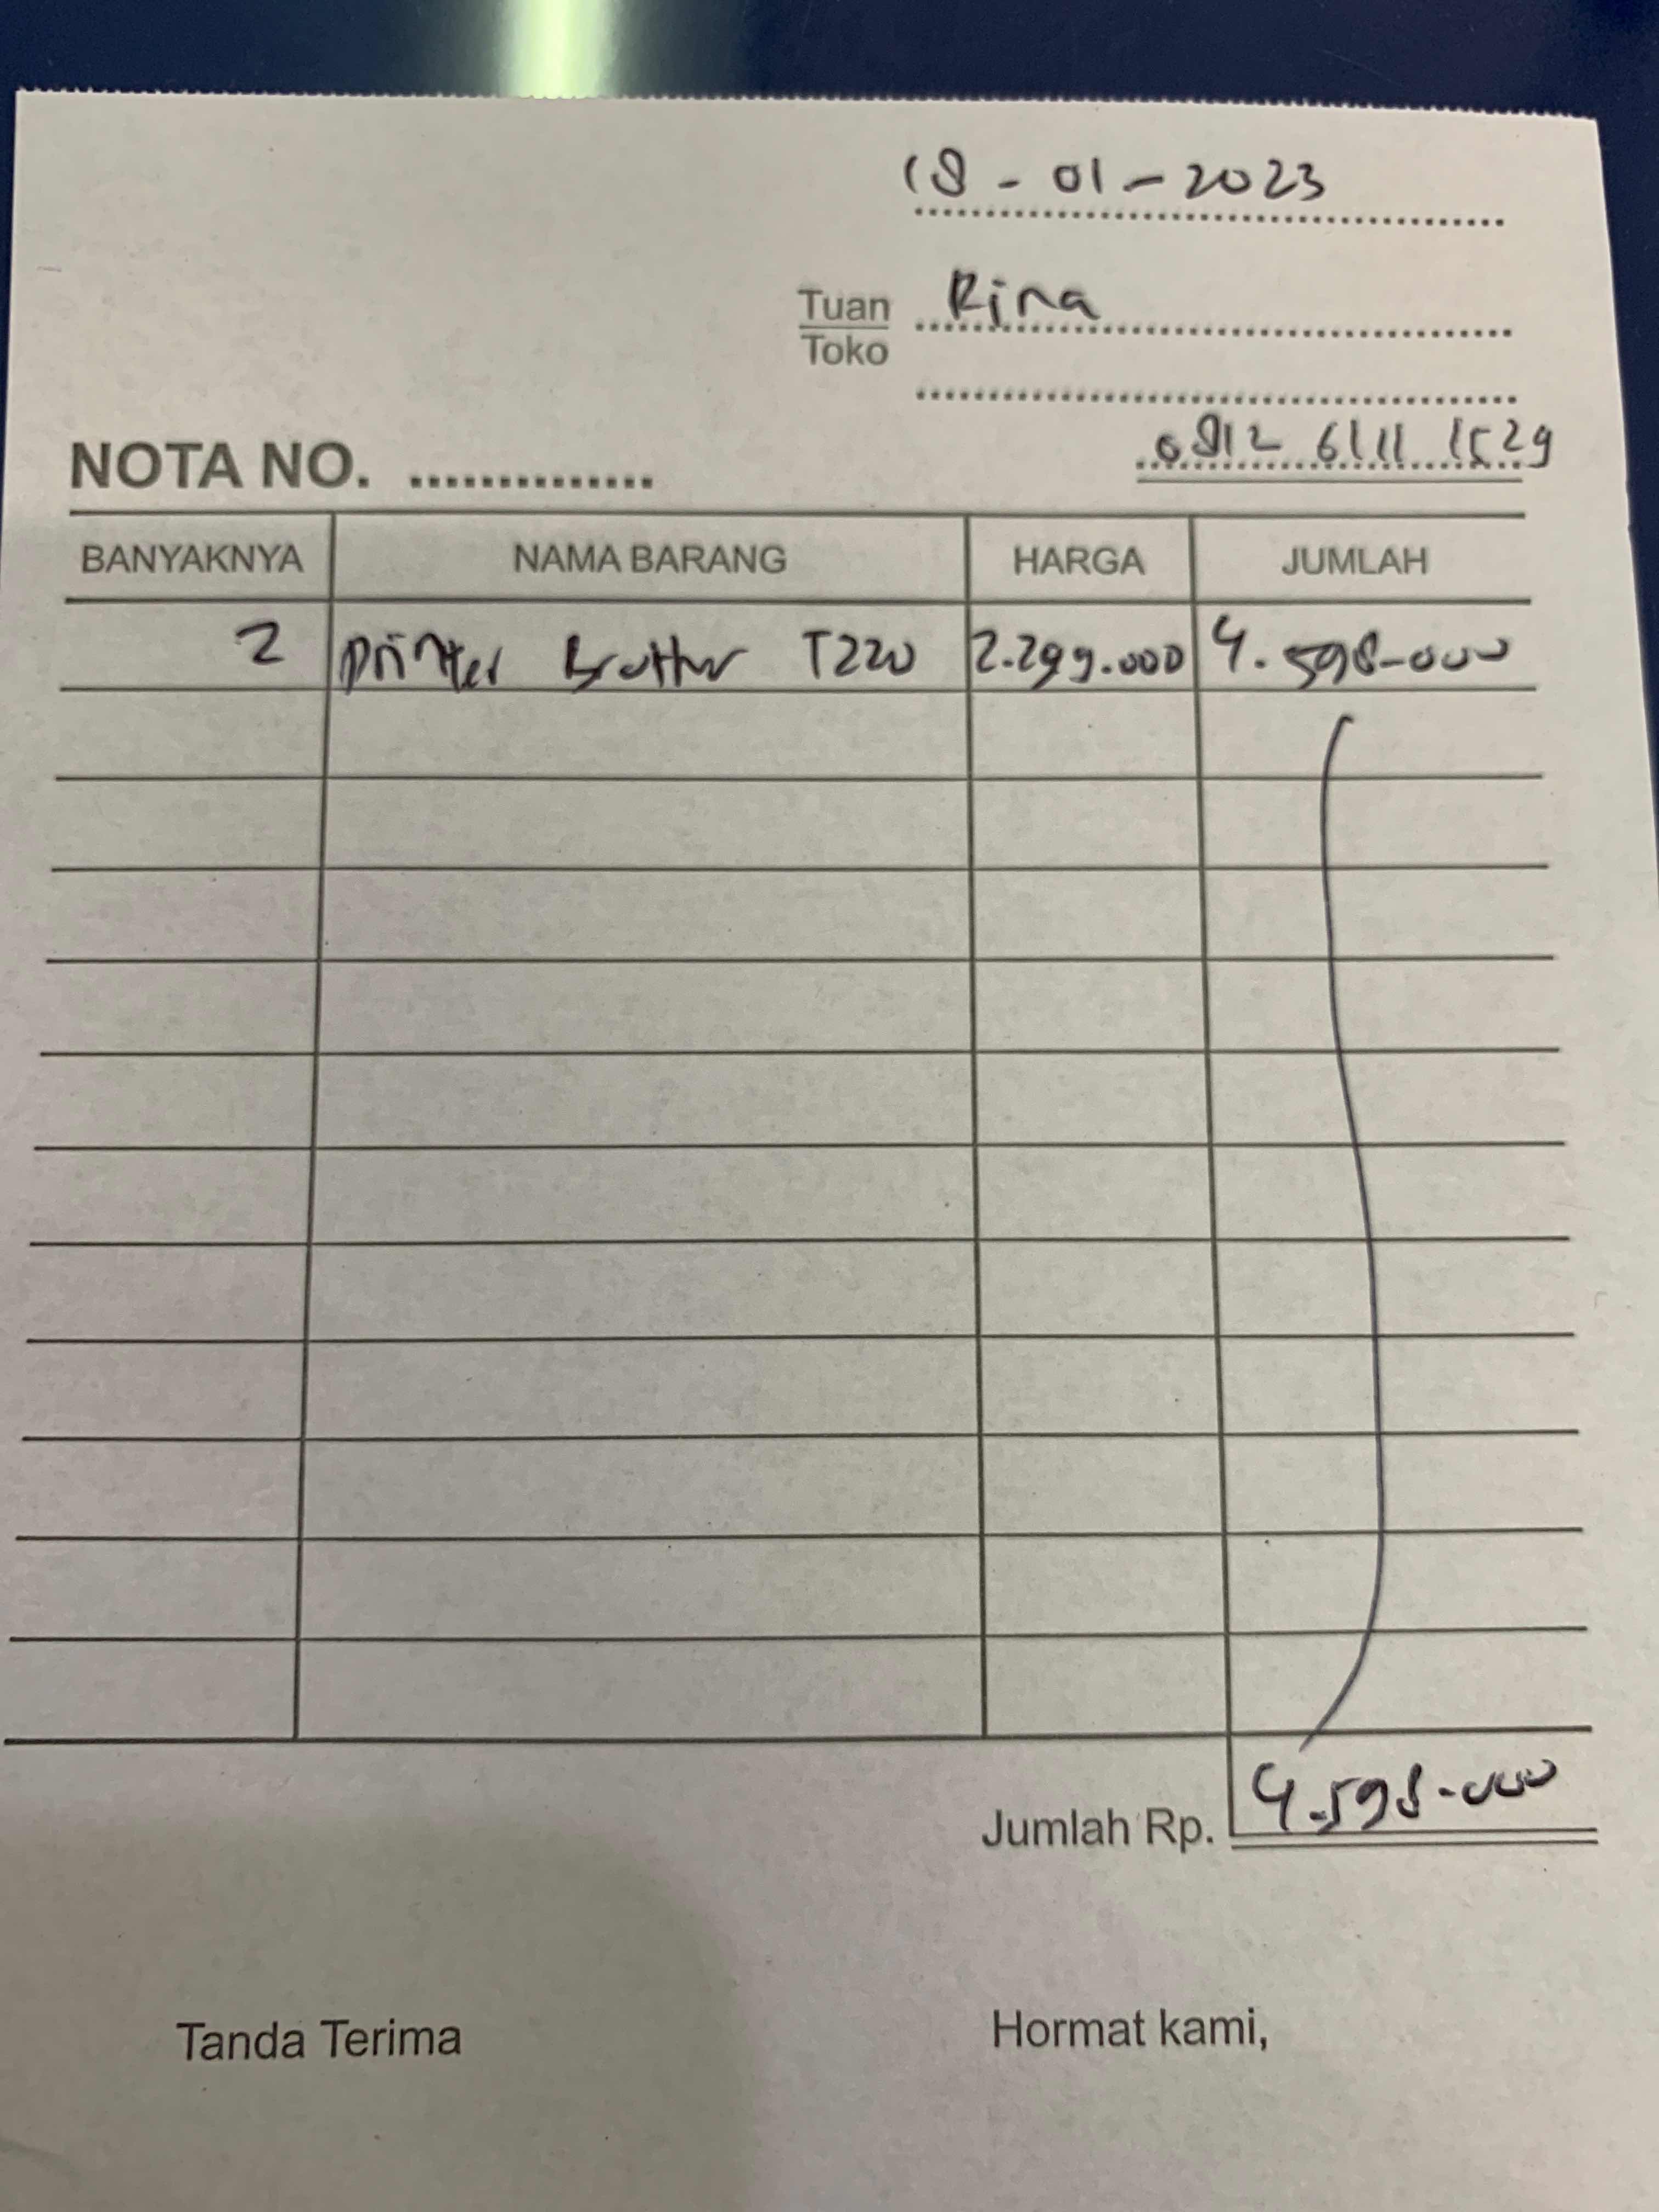 18 - 01 - 2023
Tuan Rina
Toko
NOTA NO. ............... 0812 6111 1529
BANYAKNYA NAMA BARANG HARGA JUMLAH
2 Printer Brother T220 2.299.000 4.598.000
Jumlah Rp. 4.598.000
Tanda Terima Hormat kami,